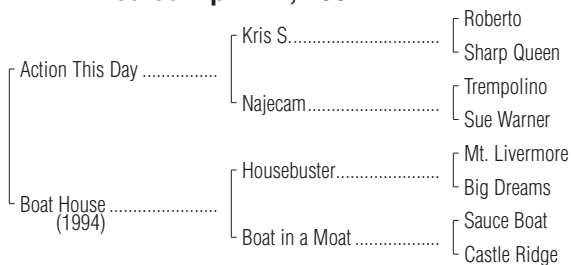 Roberto
Kris S.
Sharp Queen
Action This Day
Trempolino
Najecam
Sue Warner
Mt. Livermore
Housebuster
Big Dreams
Boat House
(1994)
Sauce Boat
Boat in a Moat
Castle Ridge